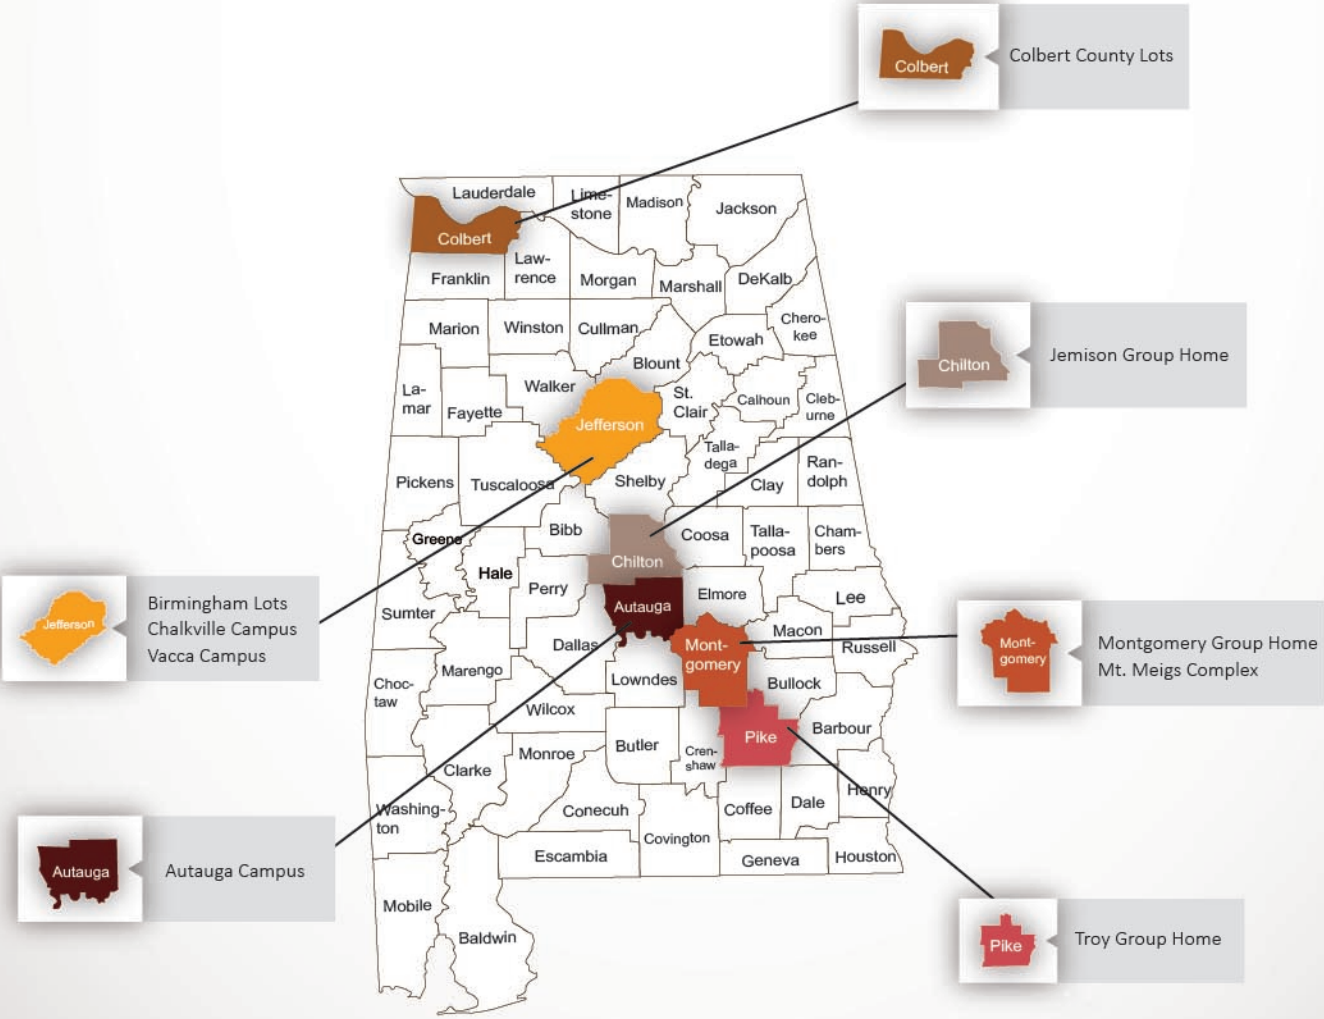 Colbert
Colbert County Lots
Lauderdale
Lime-
stone
Madison
Jackson
Colbert
Franklin
Law-
rence
Morgan
Marshall
DeKalb
Marion
Winston
Cullman
Etowah
Chero-
kee
Chilton
Jemison Group Home
Blount
La-
mar
Fayette
Walker
Jefferson
St.
Clair
Calhoun
Cleb-
urne
Pickens
Tuscaloosa
Shelby
Talla-
dega
Clay
Ran-
dolph
Greene
Bibb
Chilton
Coosa
Talla-
poosa
Cham-
bers
Hale
Perry
Autauga
Elmore
Lee
Jefferson
Birmingham Lots
Chalkville Campus
Vacca Campus
Sumter
Dallas
Mont-
gomery
Macon
Russell
Mont-
gomery
Montgomery Group Home
Mt. Meigs Complex
Choc-
taw
Marengo
Lowndes
Bullock
Wilcox
Butler
Cren-
shaw
Pike
Barbour
Clarke
Monroe
Henry
Washing-
ton
Conecuh
Covington
Coffee
Dale
Escambia
Geneva
Houston
Autauga
Autauga Campus
Mobile
Baldwin
Pike
Troy Group Home